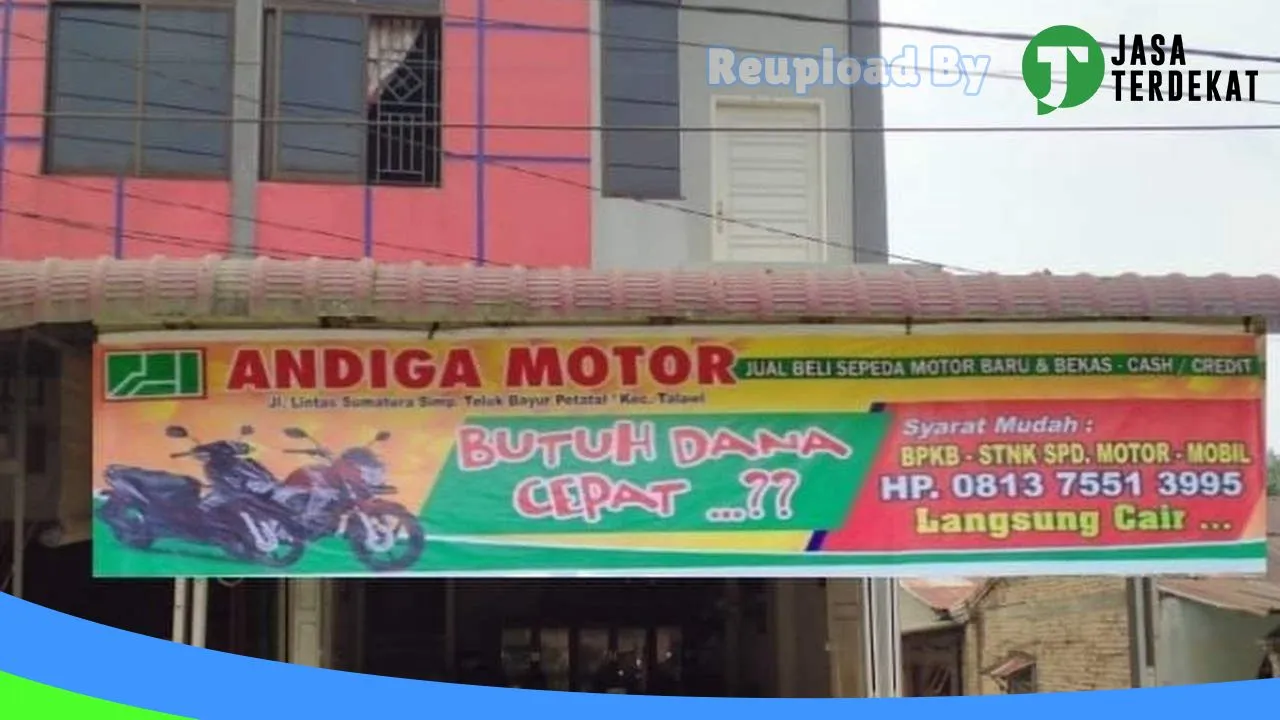 Reupload By
JASA
TERDEKAT
ANDIGA MOTOR
JUAL BELI SEPEDA MOTOR BARU & BEKAS - CASH / CREDIT
Jl. Lintas Sumatera Simp. Teluk Bayur Petatal Kec. Talawi
BUTUH DANA
CEPAT ...??
Syarat Mudah :
BPKB - STNK SPD. MOTOR - MOBIL
HP. 0813 7551 3995
Langsung Cair ...